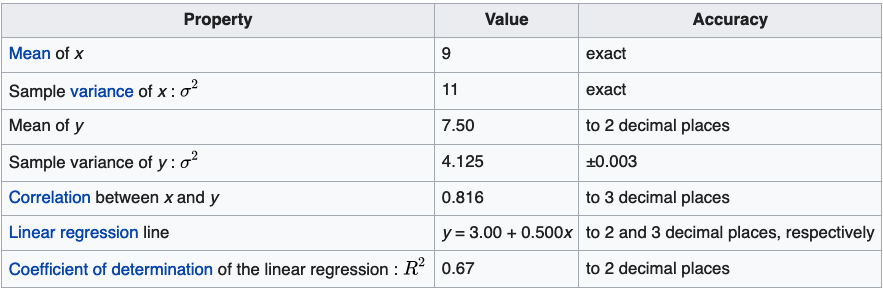 Property Value Accuracy
Mean of x 9 exact
Sample variance of x : σ² 11 exact
Mean of y 7.50 to 2 decimal places
Sample variance of y : σ² 4.125 ±0.003
Correlation between x and y 0.816 to 3 decimal places
Linear regression line y = 3.00 + 0.500x to 2 and 3 decimal places, respectively
Coefficient of determination of the linear regression : R² 0.67 to 2 decimal places